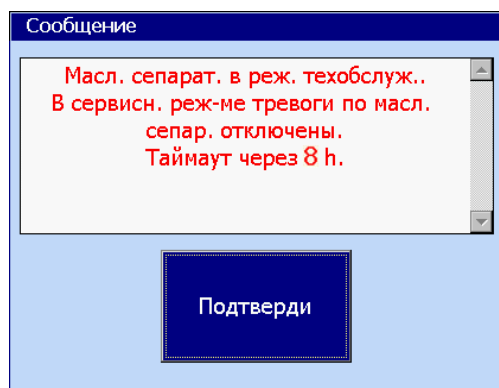 Сообщение
Масл. сепарат. в реж. техобслуж..
В сервисн. реж-ме тревоги по масл.
сепар. отключены.
Таймаут через 8 h.
Подтверди